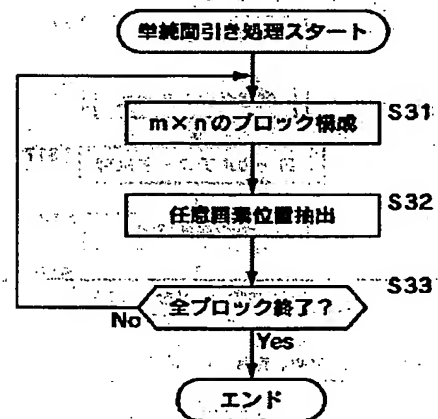 単純間引き処理スタート
m×nのブロック構成
S31
任意画素位置抽出
S32
全ブロック終了?
S33
No
Yes
エンド